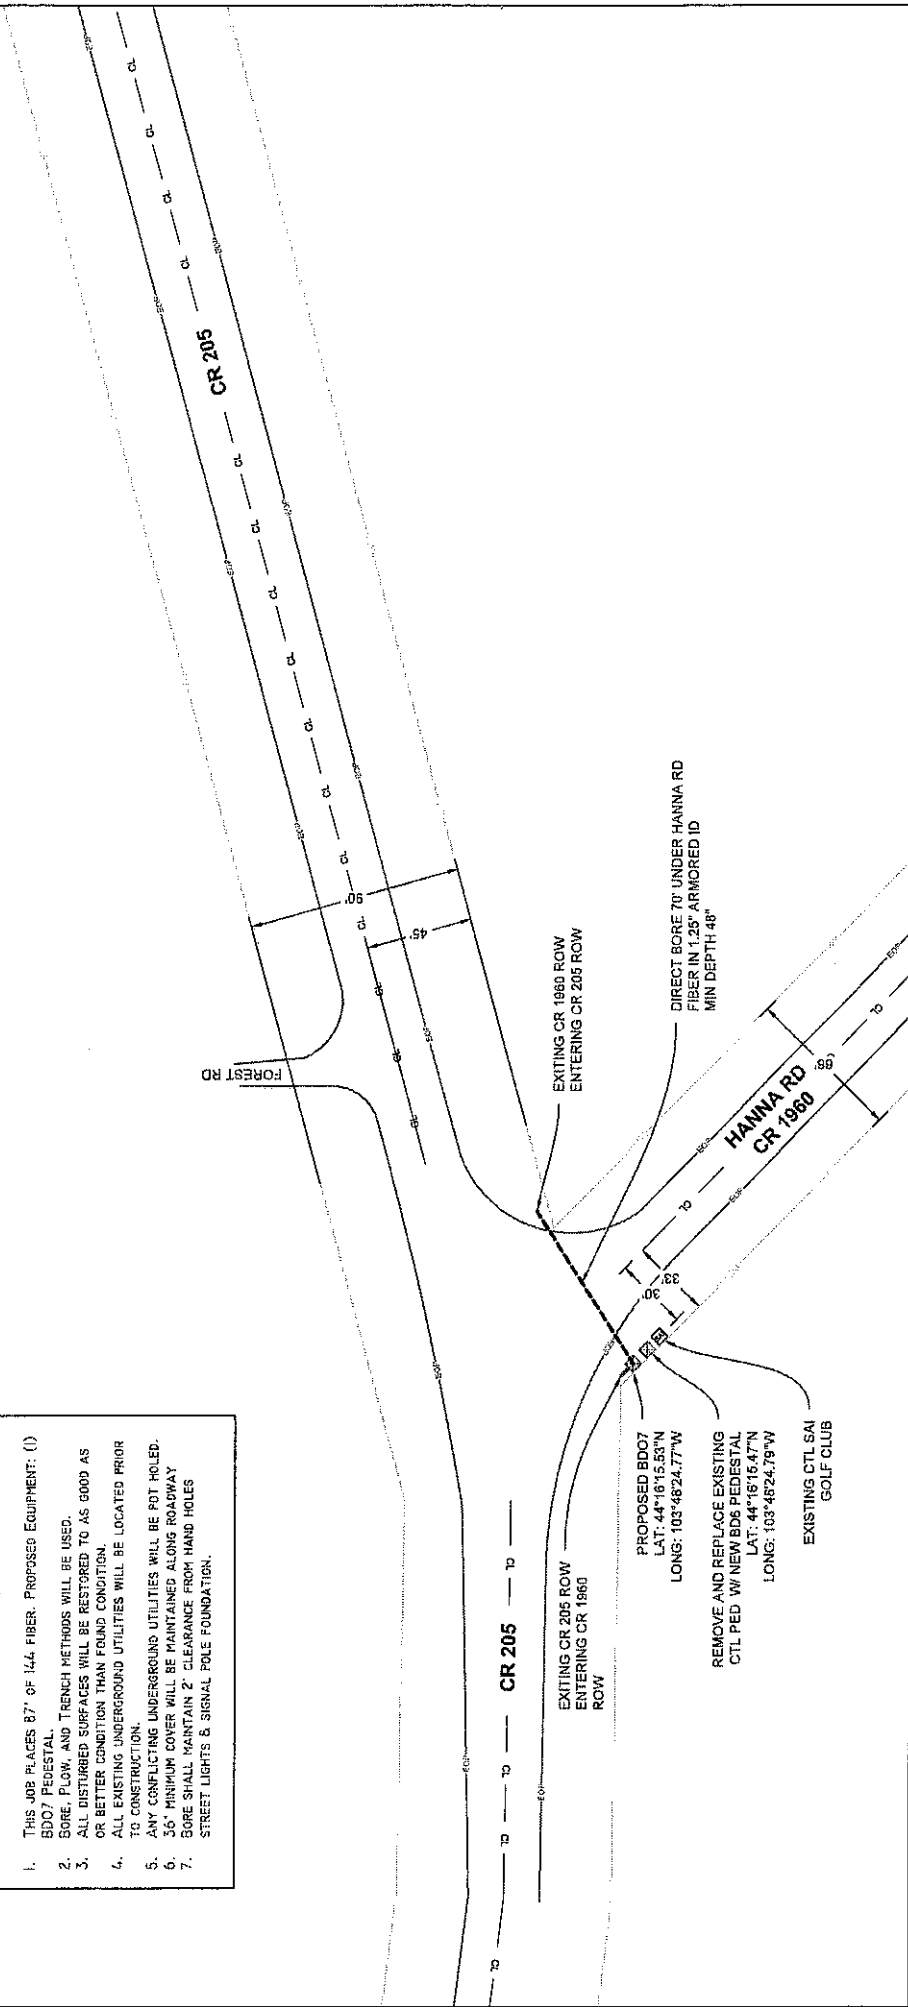 1. THIS JOB PLACES 87' OF 144 FIBER. PROPOSED EQUIPMENT: (1)
BDO7 PEDESTAL.
2. BORE, PLOW, AND TRENCH METHODS WILL BE USED.
3. ALL DISTURBED SURFACES WILL BE RESTORED TO AS GOOD AS
OR BETTER CONDITION THAN FOUND CONDITION.
4. ALL EXISTING UNDERGROUND UTILITIES WILL BE LOCATED PRIOR
TO CONSTRUCTION.
5. ANY CONFLICTING UNDERGROUND UTILITIES WILL BE POT HOLED.
6. 36" MINIMUM COVER WILL BE MAINTAINED ALONG ROADWAY
7. BORE SHALL MAINTAIN 2' CLEARANCE FROM HAND HOLES
STREET LIGHTS & SIGNAL POLE FOUNDATION.
CR 205
FOREST RD
90'
45'
CR 205
EXITING CR 1960 ROW
ENTERING CR 205 ROW
DIRECT BORE 70' UNDER HANNA RD
FIBER IN 1.25" ARMORED ID
MIN DEPTH 48"
HANNA RD
CR 1960
66'
33'
30'
EXITING CR 205 ROW
ENTERING CR 1960
ROW
PROPOSED BDO7
LAT: 44°16'15.53"N
LONG: 103°48'24.77"W
REMOVE AND REPLACE EXISTING
CTL PED W/ NEW BD6 PEDESTAL
LAT: 44°16'15.47"N
LONG: 103°48'24.79"W
EXISTING CTL SAI
GOLF CLUB